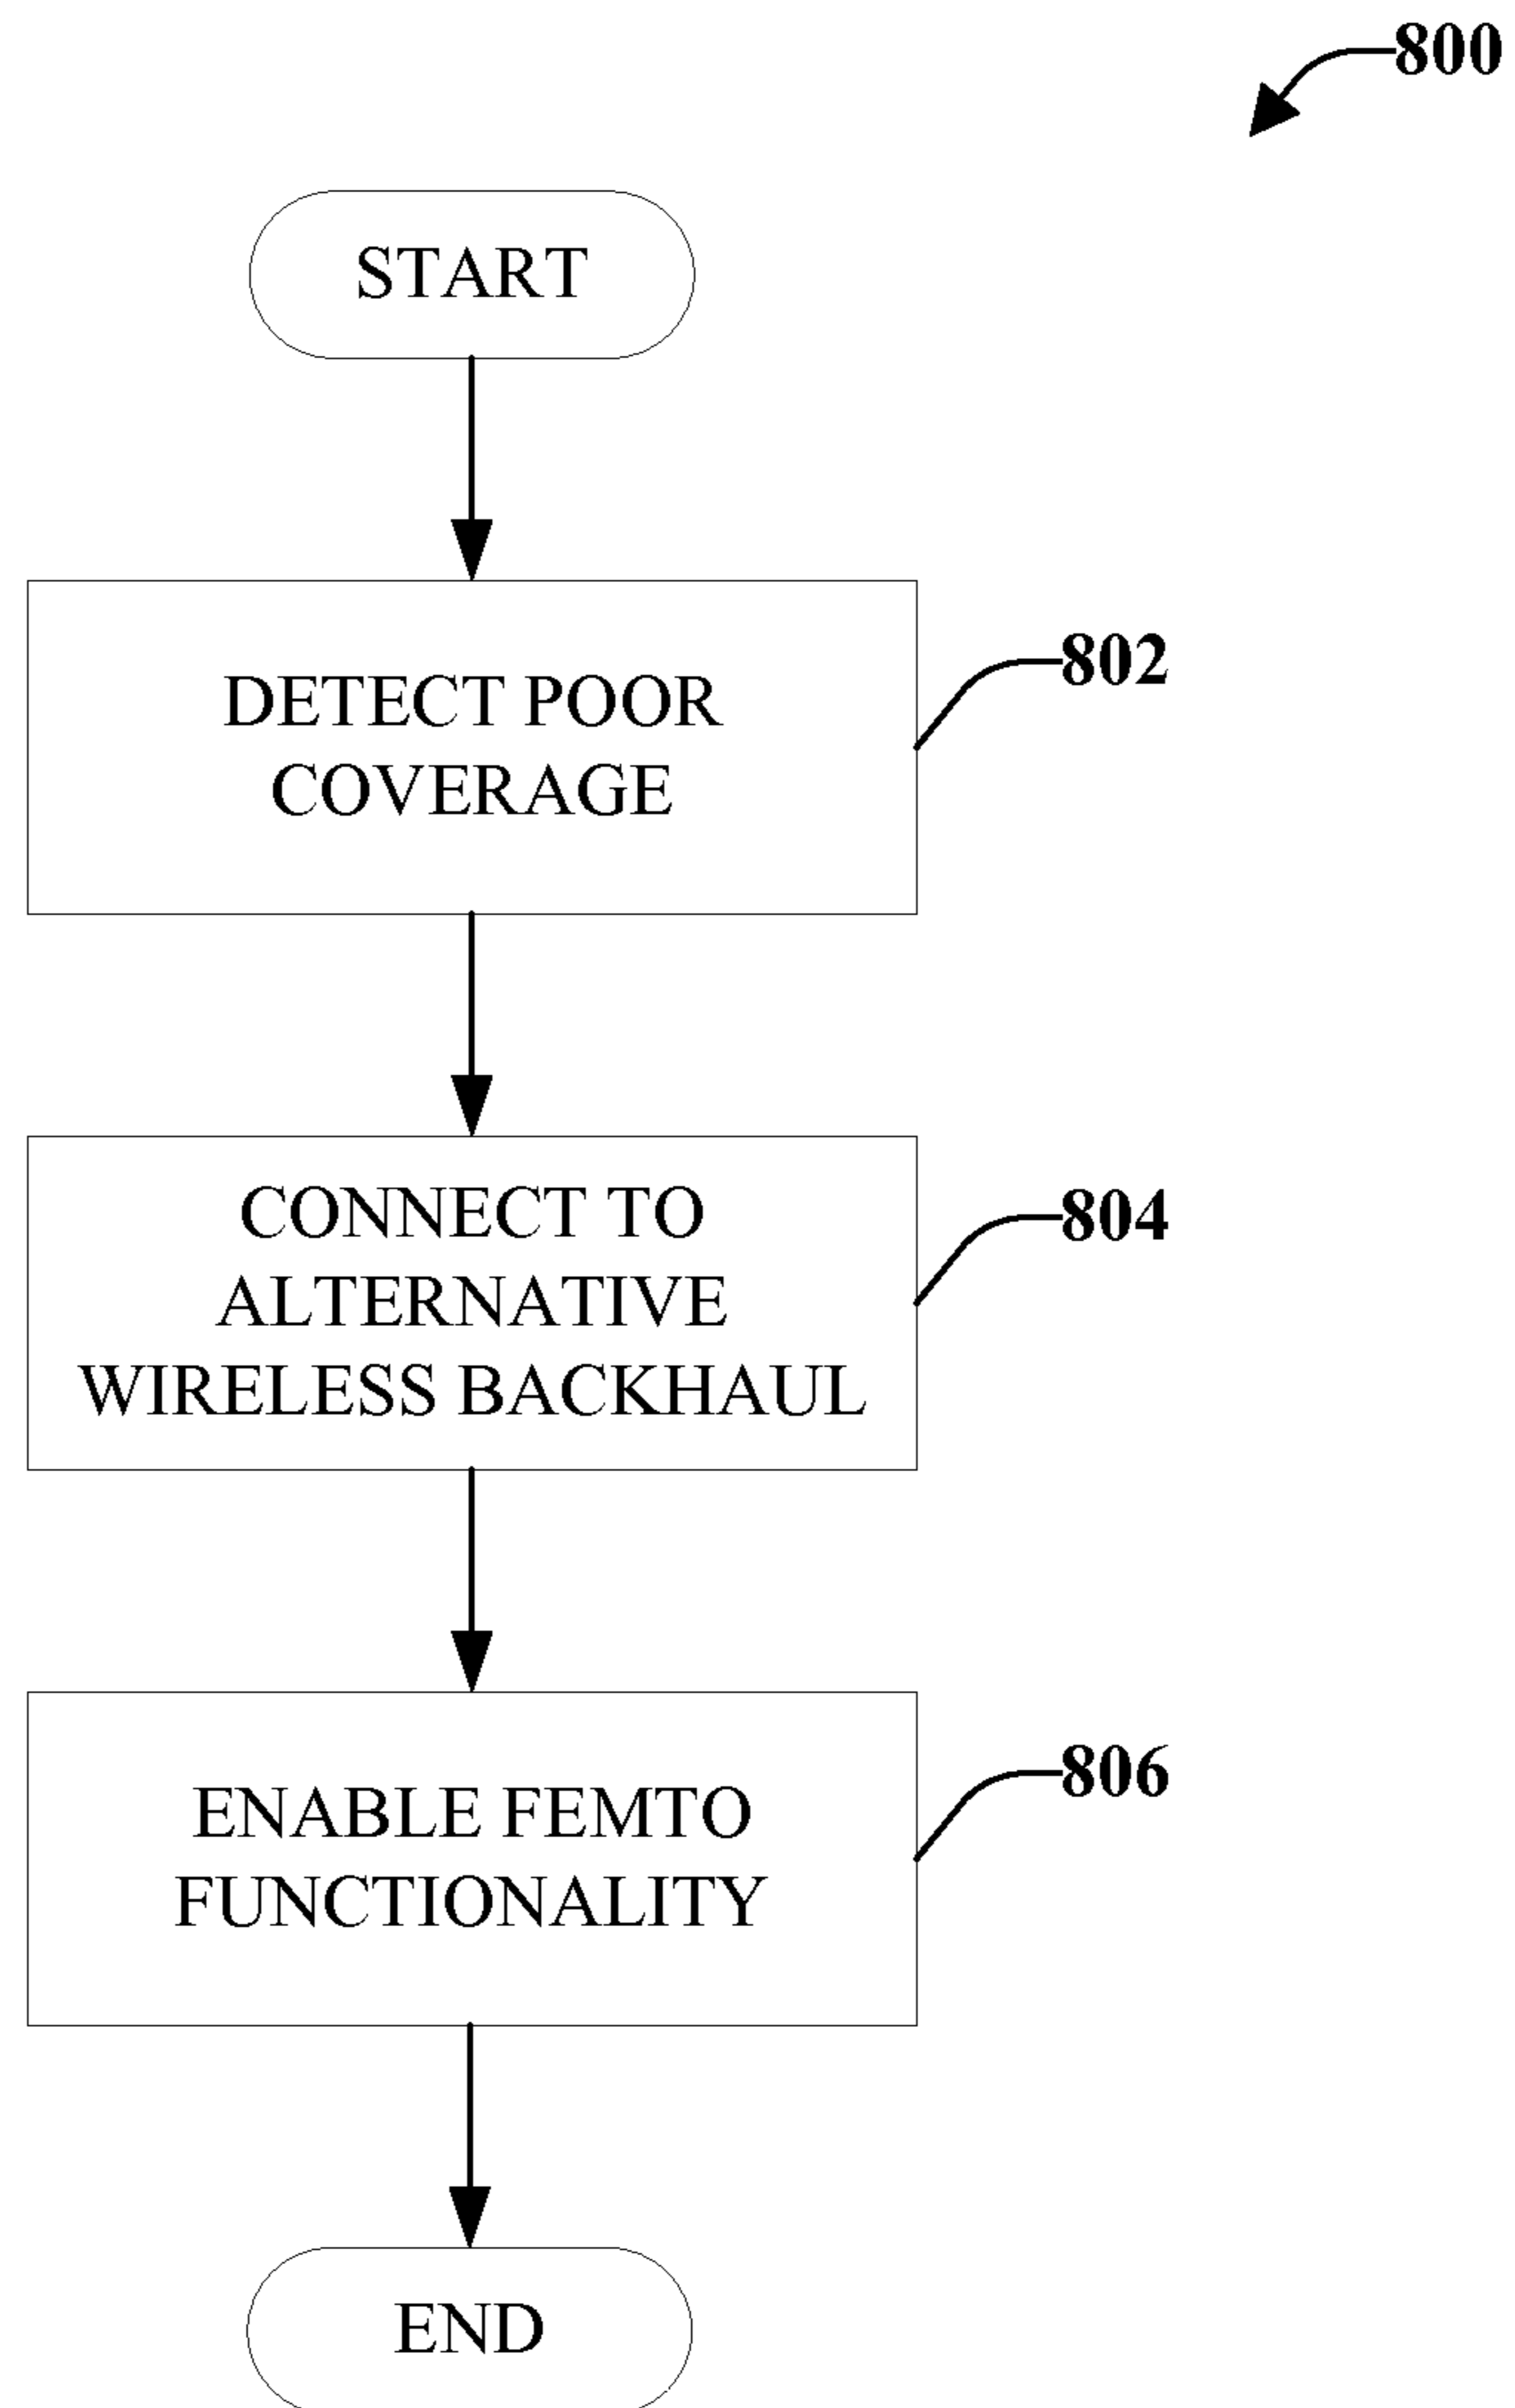 800
START
DETECT POOR
COVERAGE
802
CONNECT TO
ALTERNATIVE
WIRELESS BACKHAUL
804
ENABLE FEMTO
FUNCTIONALITY
806
END